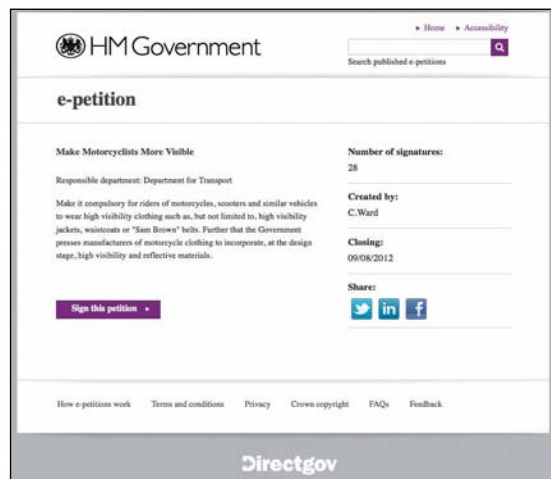 Home Accessibility
HM Government
Search published e-petitions
e-petition
Make Motorcyclists More Visible
Responsible department: Department for Transport
Make it compulsory for riders of motorcycles, scooters and similar vehicles
to wear high visibility clothing such as, but not limited to, high visibility
jackets, waistcoats or "Sam Brown" belts. Further that the Government
presses manufacturers of motorcycle clothing to incorporate, at the design
stage, high visibility and reflective materials.
Sign this petition
Number of signatures:
28
Created by:
C.Ward
Closing:
09/08/2012
Share:
in f
How e-petitions work Terms and conditions Privacy Crown copyright FAQs Feedback
Directgov